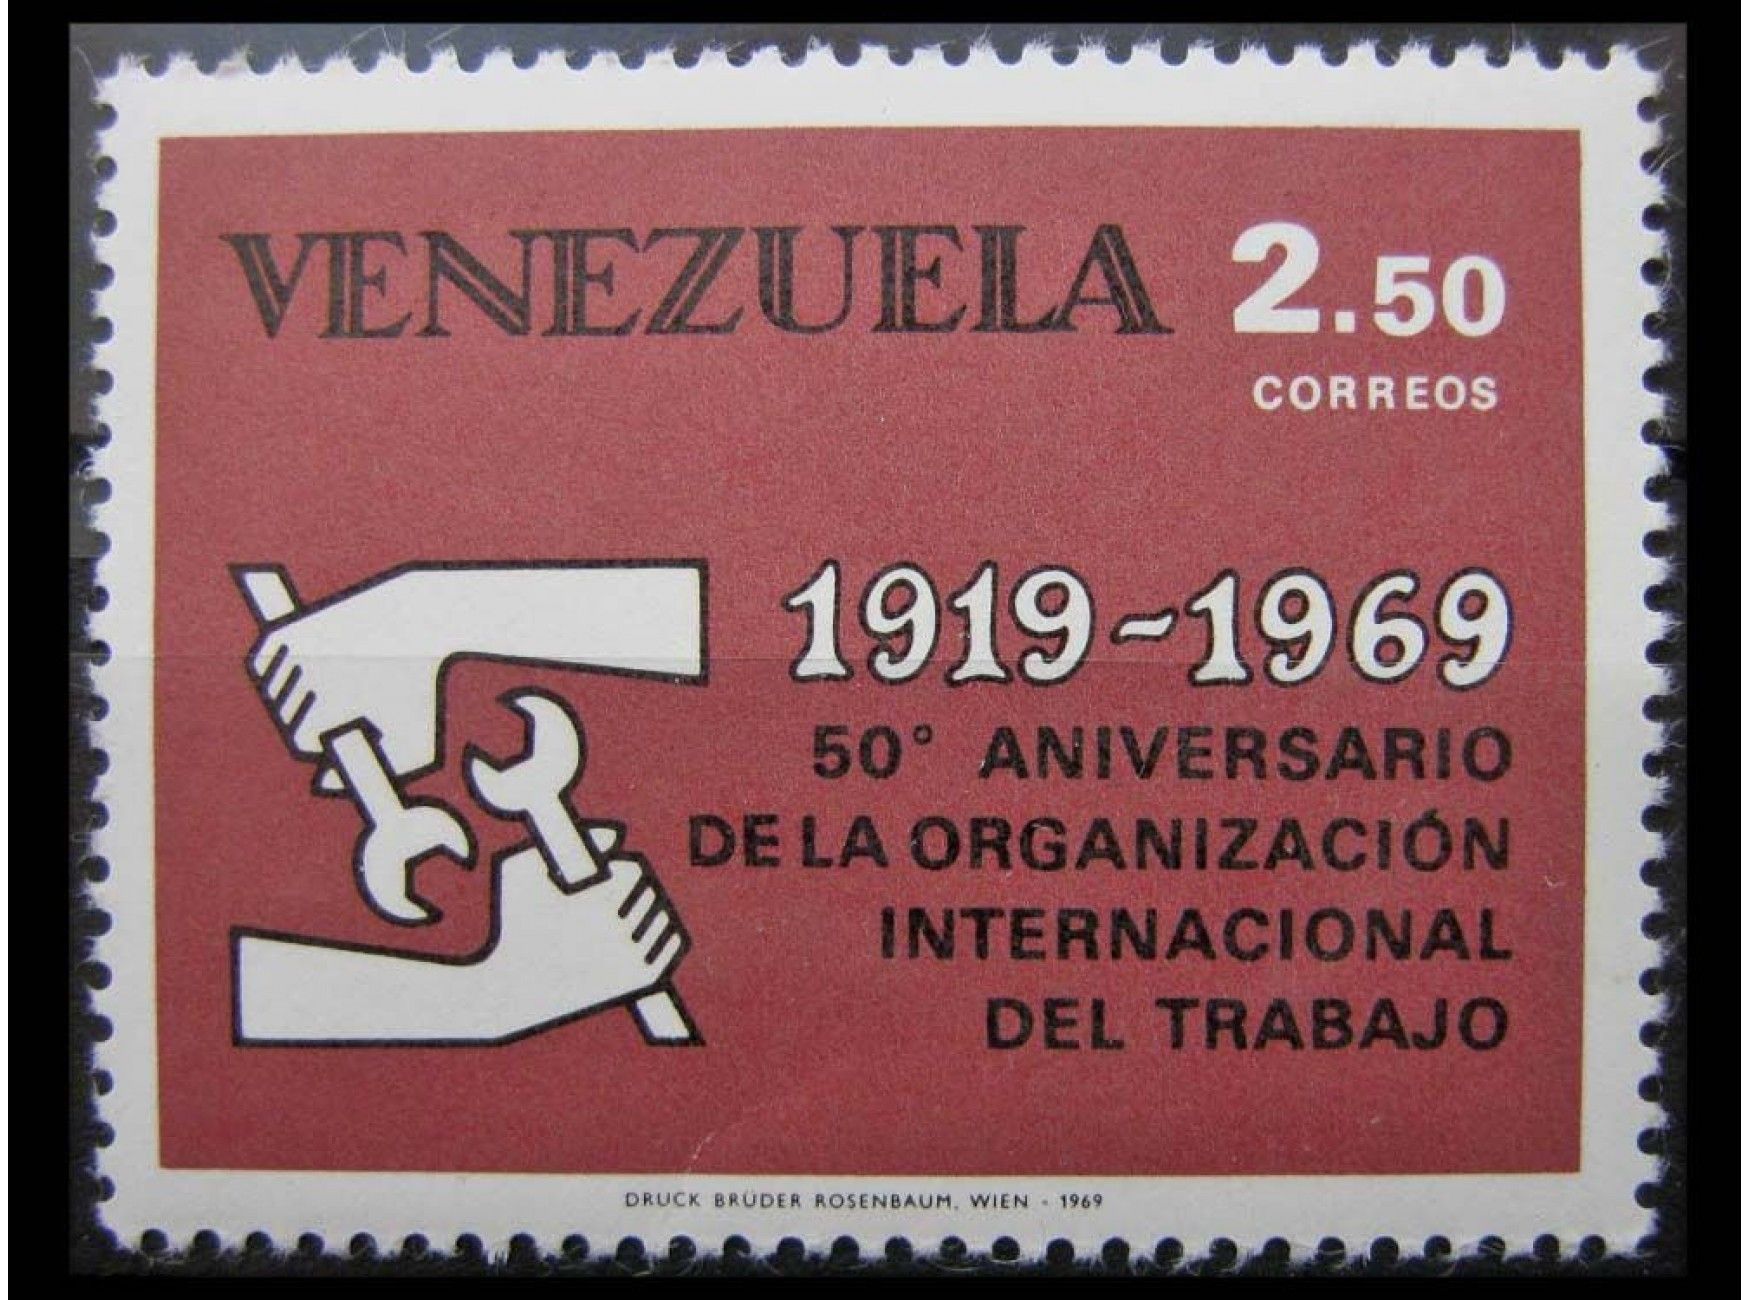 VENEZUELA 2.50
CORREOS
1919-1969
50° ANIVERSARIO
DE LA ORGANIZACIÓN
INTERNACIONAL
DEL TRABAJO
DRUCK BRÜDER ROSENBAUM, WIEN - 1969